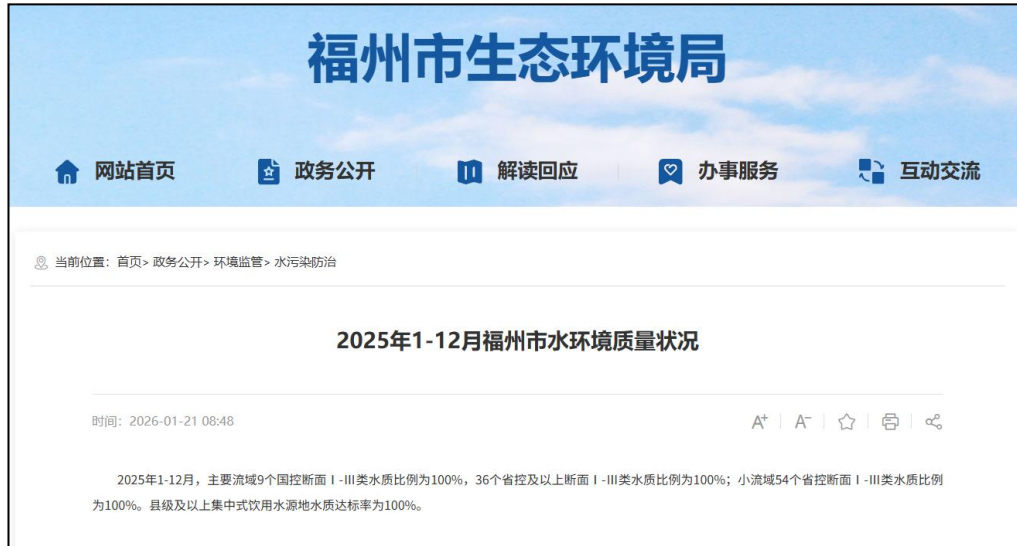 福州市生态环境局
网站首页 政务公开 解读回应 办事服务 互动交流
当前位置：首页> 政务公开> 环境监管> 水污染防治
2025年1-12月福州市水环境质量状况
时间：2026-01-21 08:48 A+ A-
2025年1-12月，主要流域9个国控断面Ⅰ-III类水质比例为100%，36个省控及以上断面Ⅰ-III类水质比例为100%；小流域54个省控断面Ⅰ-III类水质比例
为100%。县级及以上集中式饮用水源地水质达标率为100%。